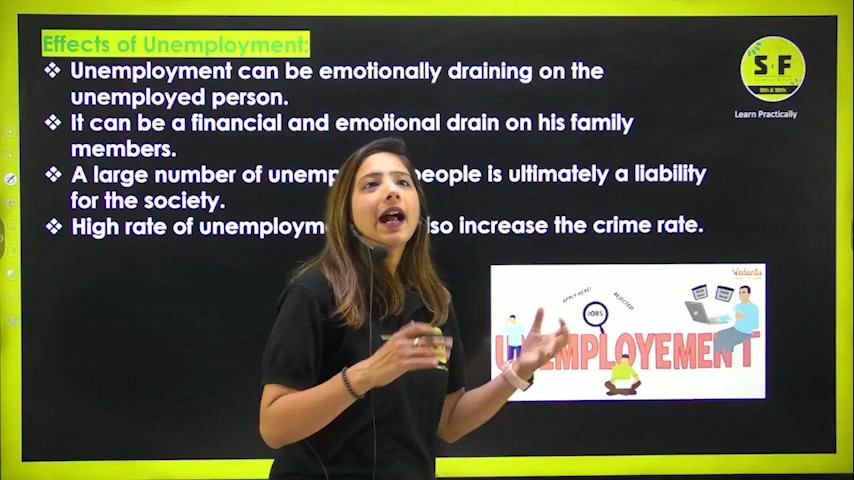 Effects of Unemployment:
❖ Unemployment can be emotionally draining on the
unemployed person.
❖ It can be a financial and emotional drain on his family
members.
❖ A large number of unemp people is ultimately a liability
for the society.
❖ High rate of unemployme lso increase the crime rate.
S F
9th & 10th
Learn Practically
Vedantu
APPLY HERE!
REJECTED!
JOBS
UNEMPLOYEMENT